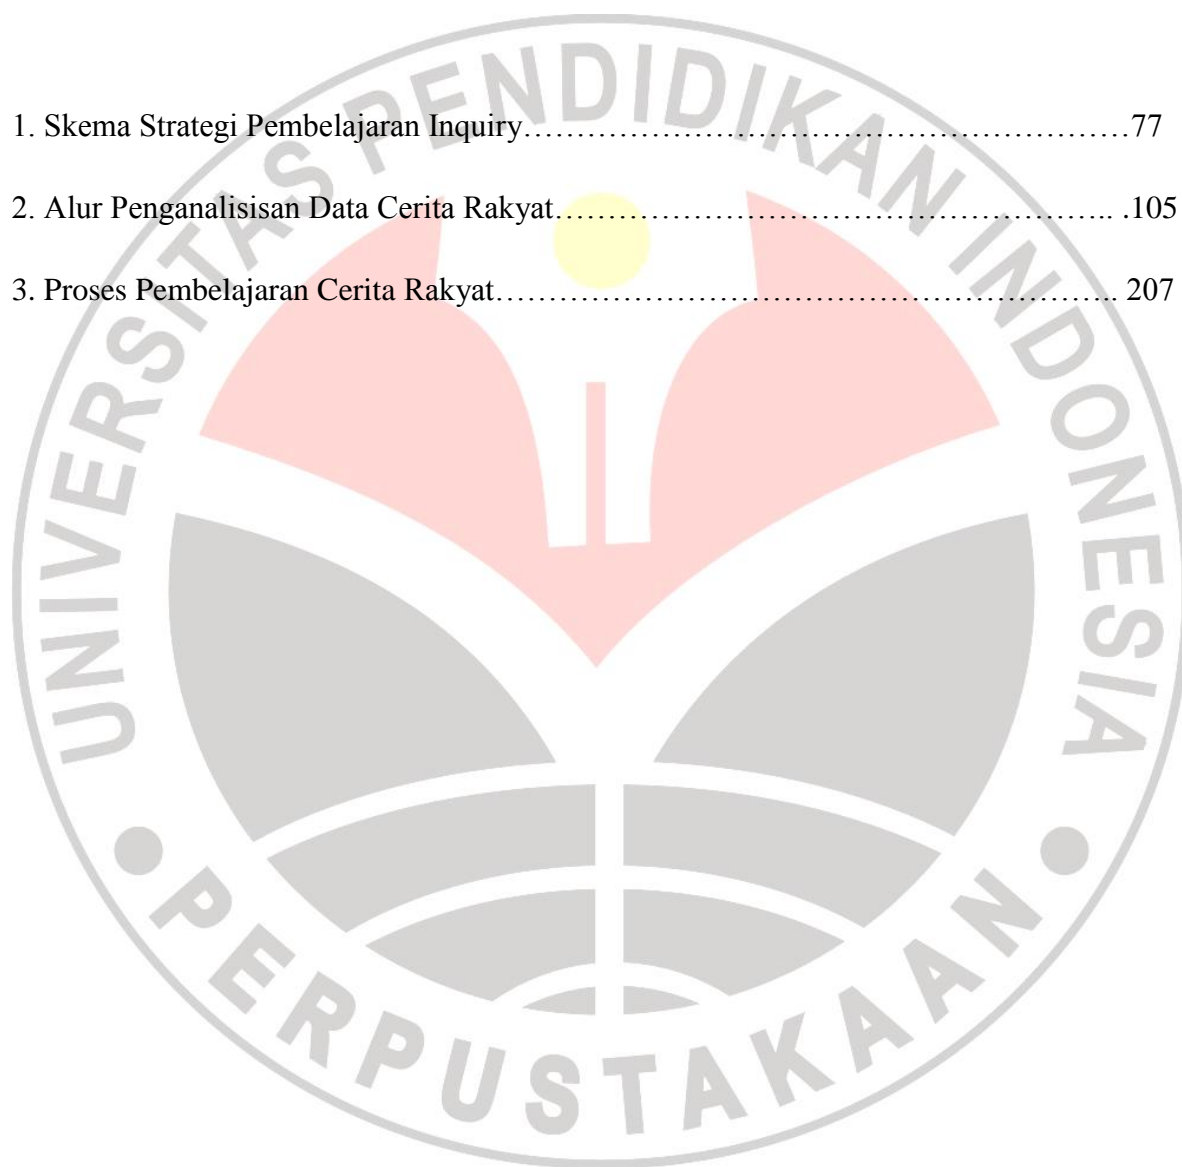 1. Skema Strategi Pembelajaran Inquiry……………………………………………………………77
2. Alur Penganalisisan Data Cerita Rakyat……………………………………………………….. .105
3. Proses Pembelajaran Cerita Rakyat…………………………………………………………….. 207
UNIVERSITAS PENDIDIKAN INDONESIA
PERPUSTAKAAN